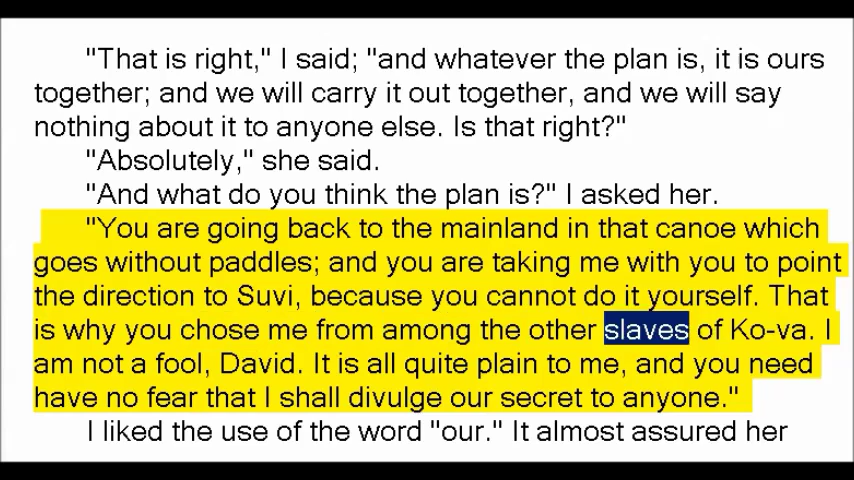 "That is right," I said; "and whatever the plan is, it is ours
together; and we will carry it out together, and we will say
nothing about it to anyone else. Is that right?"
"Absolutely," she said.
"And what do you think the plan is?" I asked her.
"You are going back to the mainland in that canoe which
goes without paddles; and you are taking me with you to point
the direction to Suvi, because you cannot do it yourself. That
is why you chose me from among the other slaves of Ko-va. I
am not a fool, David. It is all quite plain to me, and you need
have no fear that I shall divulge our secret to anyone."
I liked the use of the word "our." It almost assured her